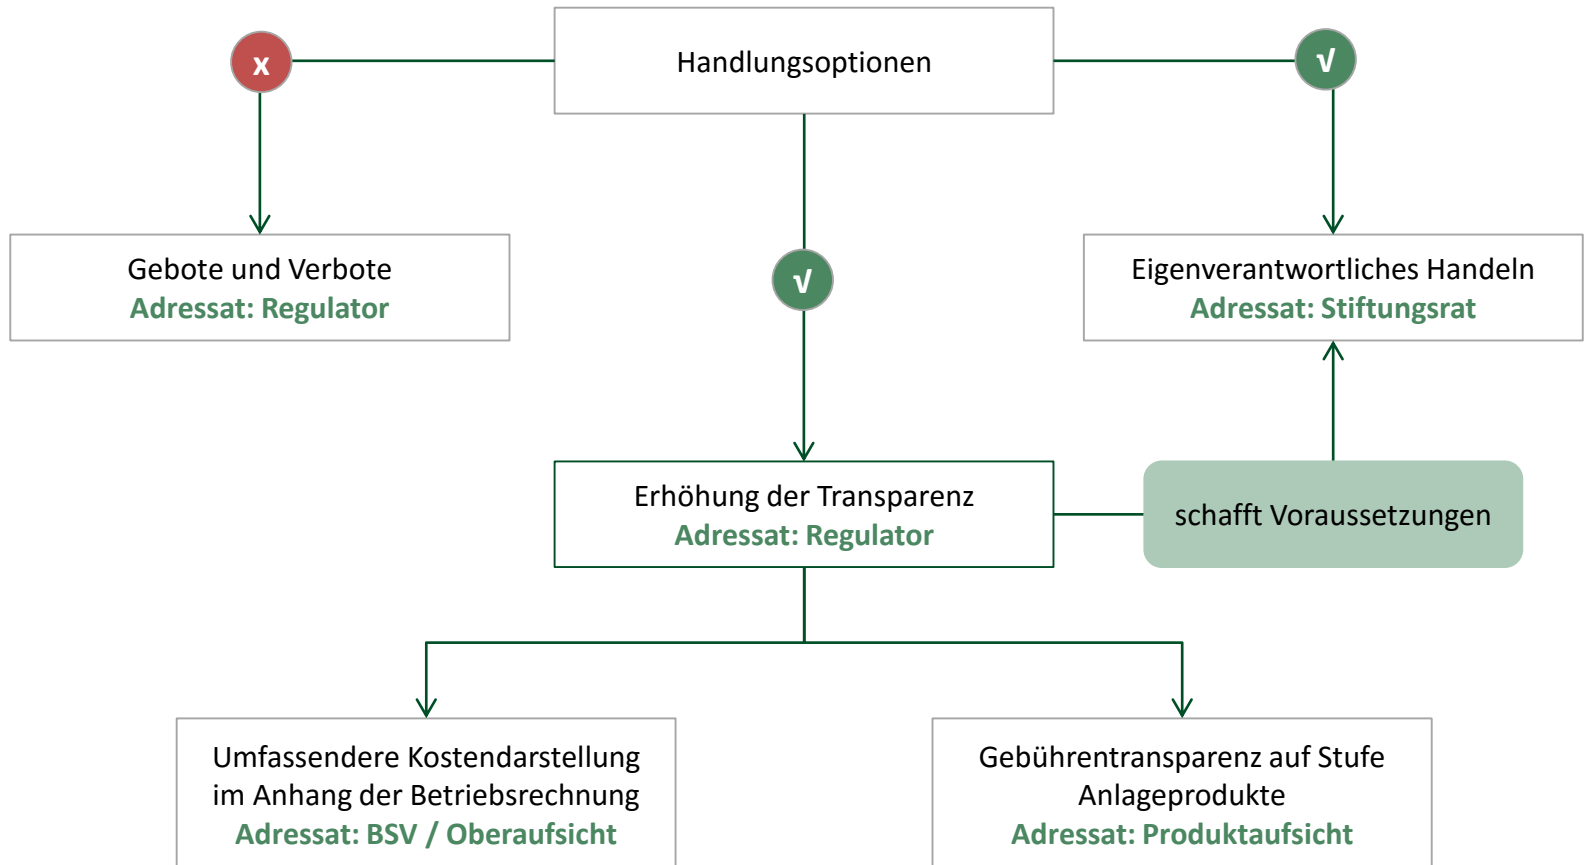 x
Handlungsoptionen
√
Gebote und Verbote
Adressat: Regulator
√
Eigenverantwortliches Handeln
Adressat: Stiftungsrat
Erhöhung der Transparenz
Adressat: Regulator
schafft Voraussetzungen
Umfassendere Kostendarstellung
im Anhang der Betriebsrechnung
Adressat: BSV / Oberaufsicht
Gebührentransparenz auf Stufe
Anlageprodukte
Adressat: Produktaufsicht